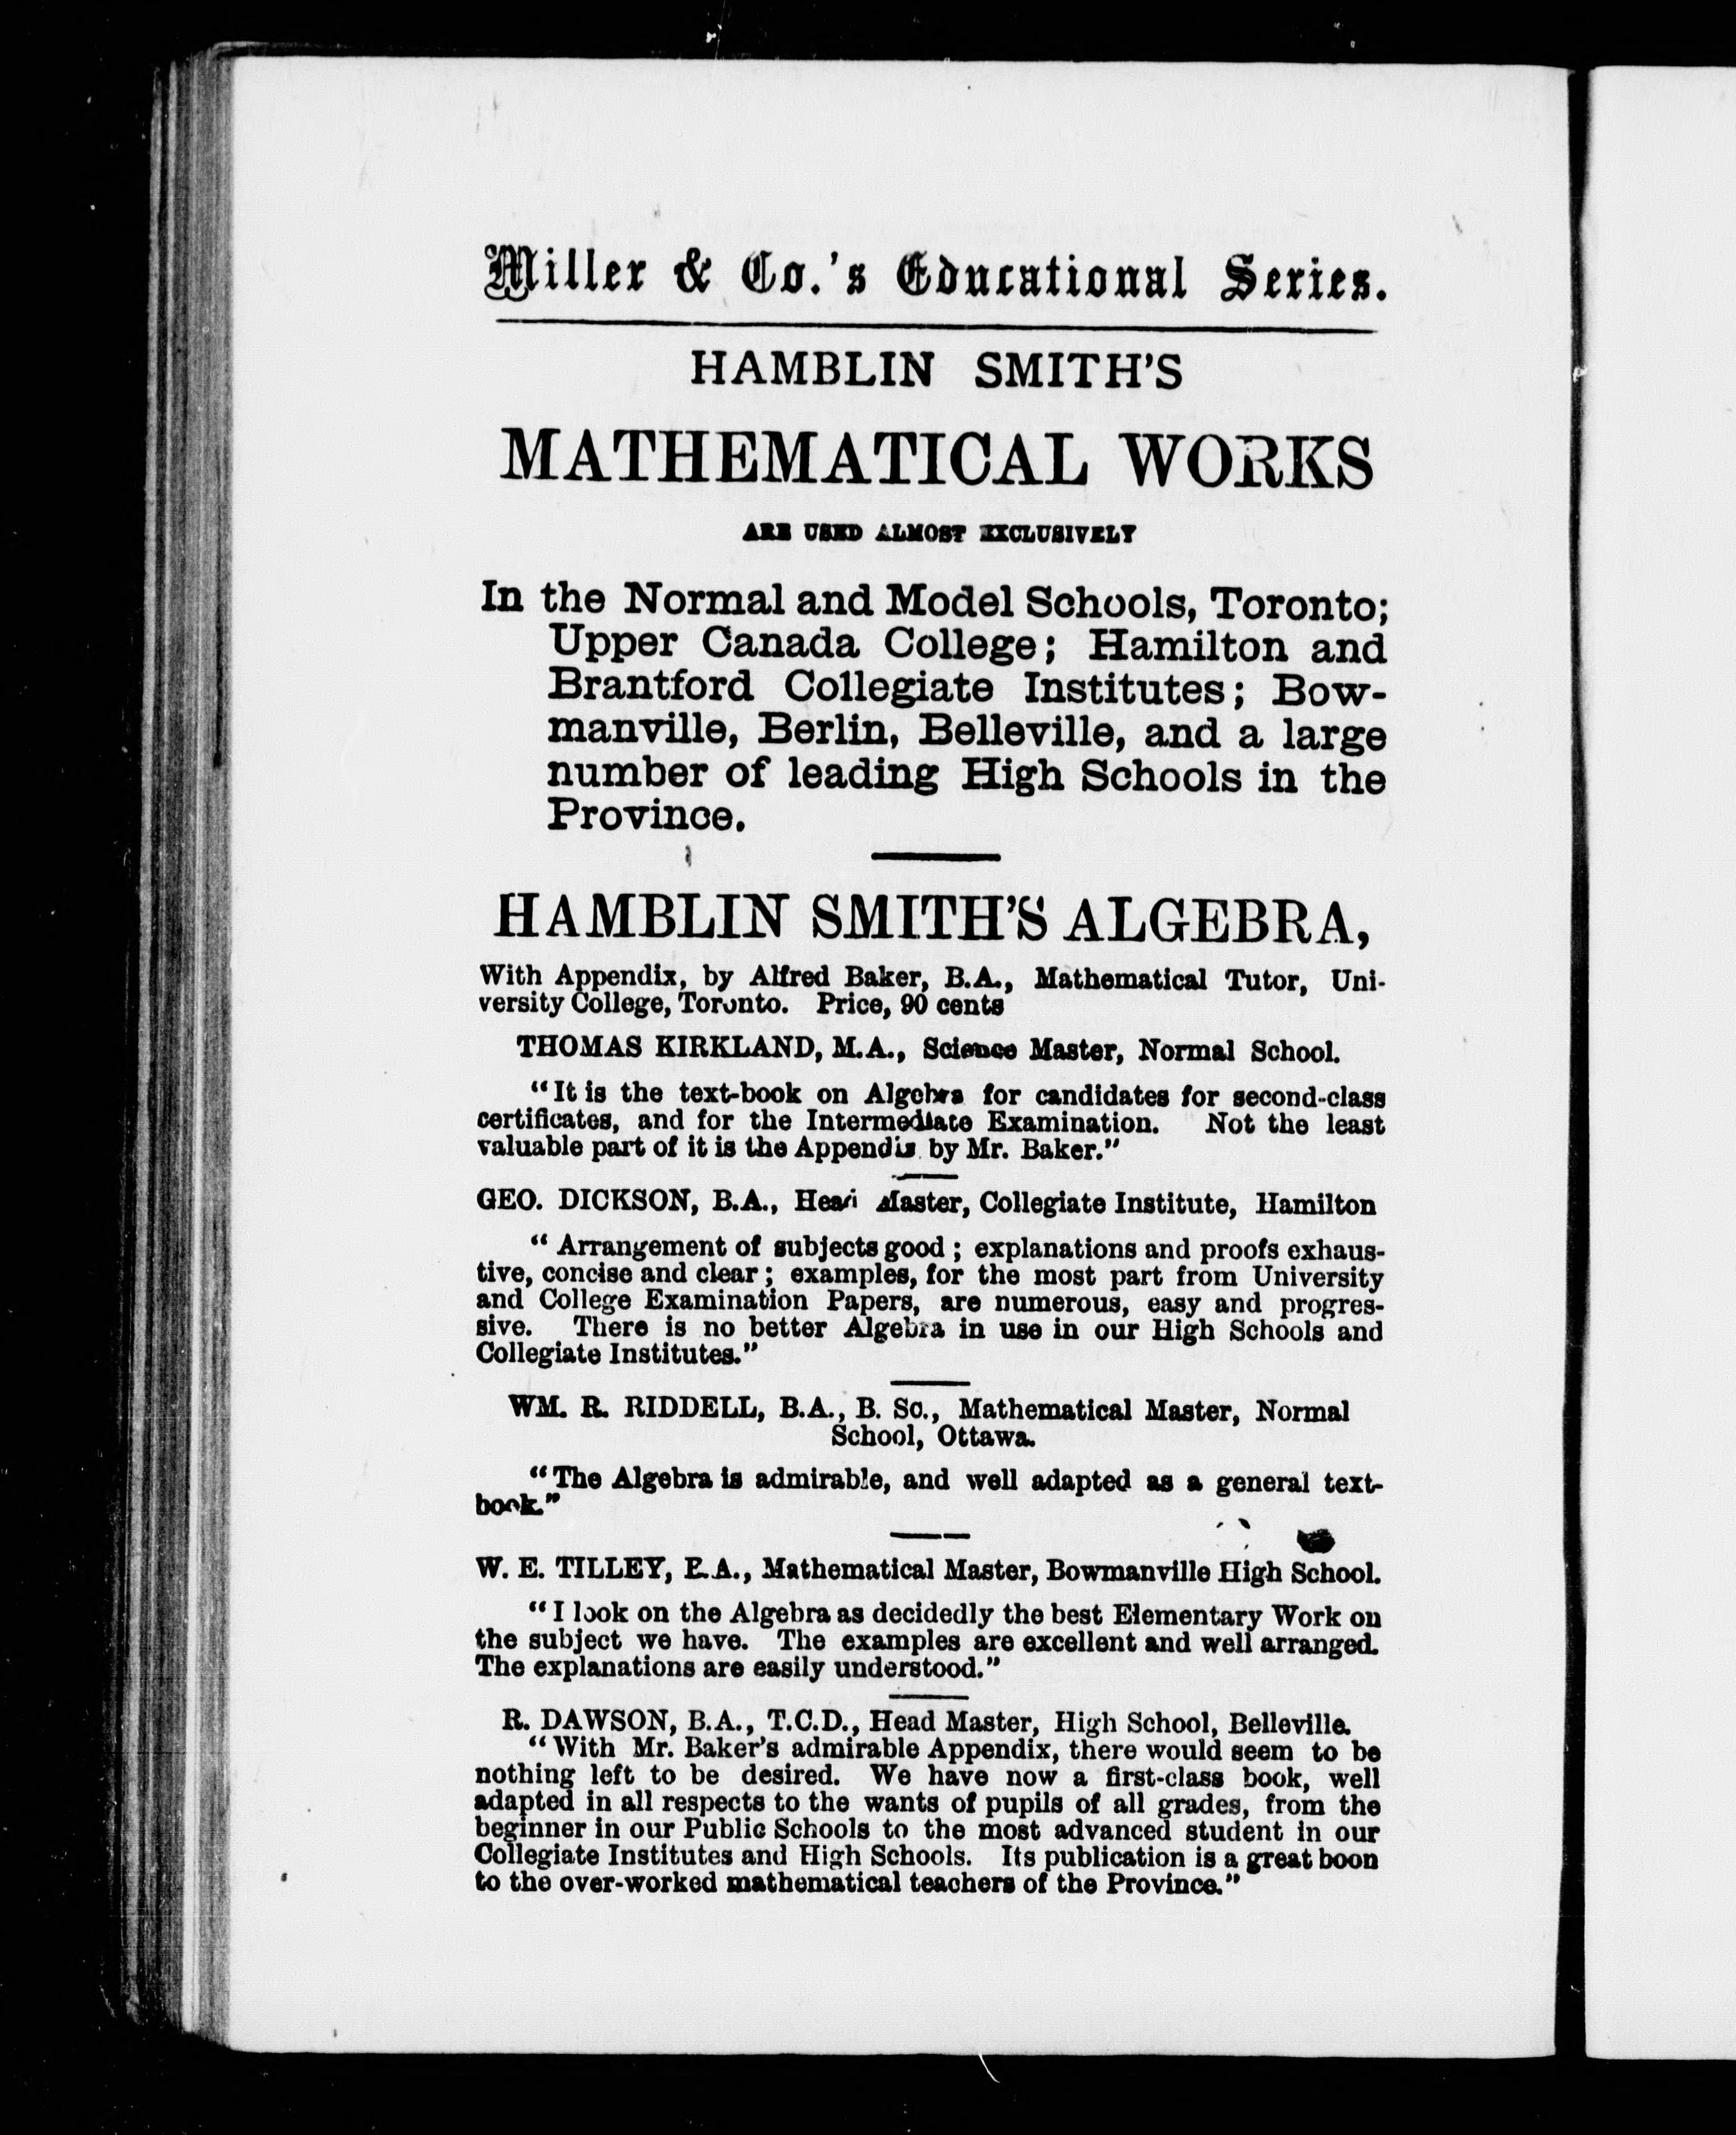 Miller & Co.'s Educational Series.
HAMBLIN SMITH'S
MATHEMATICAL WORKS
ARE USED ALMOST EXCLUSIVELY
In the Normal and Model Schools, Toronto;
Upper Canada College; Hamilton and
Brantford Collegiate Institutes; Bow-
manville, Berlin, Belleville, and a large
number of leading High Schools in the
Province.
HAMBLIN SMITH'S ALGEBRA,
With Appendix, by Alfred Baker, B.A., Mathematical Tutor, Uni-
versity College, Toronto. Price, 90 cents
THOMAS KIRKLAND, M.A., Science Master, Normal School.
"It is the text-book on Algebra for candidates for second-class
certificates, and for the Intermediate Examination. Not the least
valuable part of it is the Appendix by Mr. Baker."
GEO. DICKSON, B.A., Head Master, Collegiate Institute, Hamilton
"Arrangement of subjects good; explanations and proofs exhaus-
tive, concise and clear; examples, for the most part from University
and College Examination Papers, are numerous, easy and progres-
sive. There is no better Algebra in use in our High Schools and
Collegiate Institutes."
WM. R. RIDDELL, B.A., B. Sc., Mathematical Master, Normal
School, Ottawa.
"The Algebra is admirable, and well adapted as a general text-
book."
W. E. TILLEY, B.A., Mathematical Master, Bowmanville High School.
"I look on the Algebra as decidedly the best Elementary Work on
the subject we have. The examples are excellent and well arranged.
The explanations are easily understood."
R. DAWSON, B.A., T.C.D., Head Master, High School, Belleville.
"With Mr. Baker's admirable Appendix, there would seem to be
nothing left to be desired. We have now a first-class book, well
adapted in all respects to the wants of pupils of all grades, from the
beginner in our Public Schools to the most advanced student in our
Collegiate Institutes and High Schools. Its publication is a great boon
to the over-worked mathematical teachers of the Province."